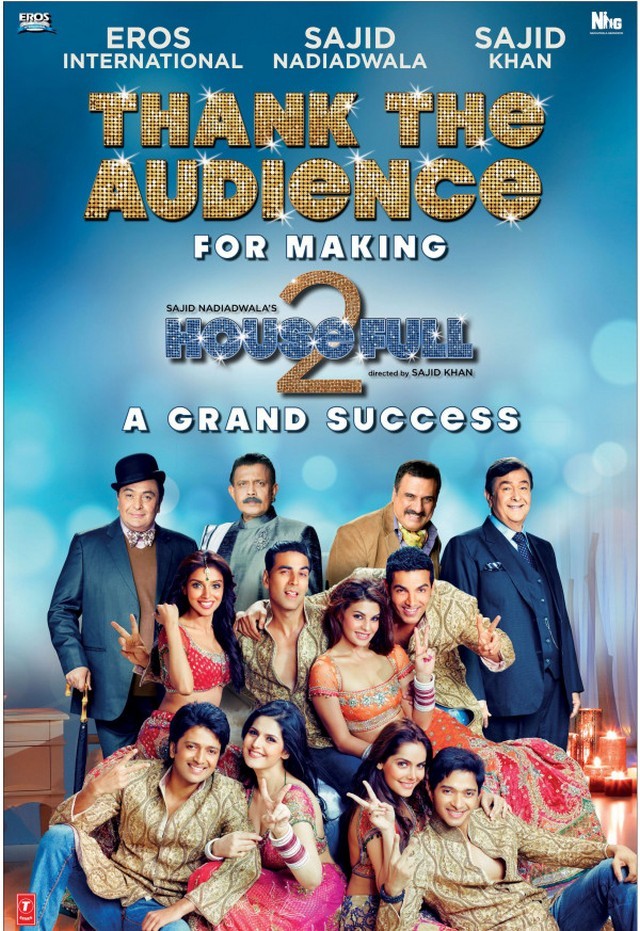 EROS
INTERNATIONAL
SAJID
NADIADWALA
SAJID
KHAN
THANK THE
AUDIENCE
FOR MAKING
SAJID NADIADWALA'S
HOUSEFULL
2
directed by SAJID KHAN
A GRAND SUCCESS
EROS
T-SERIES